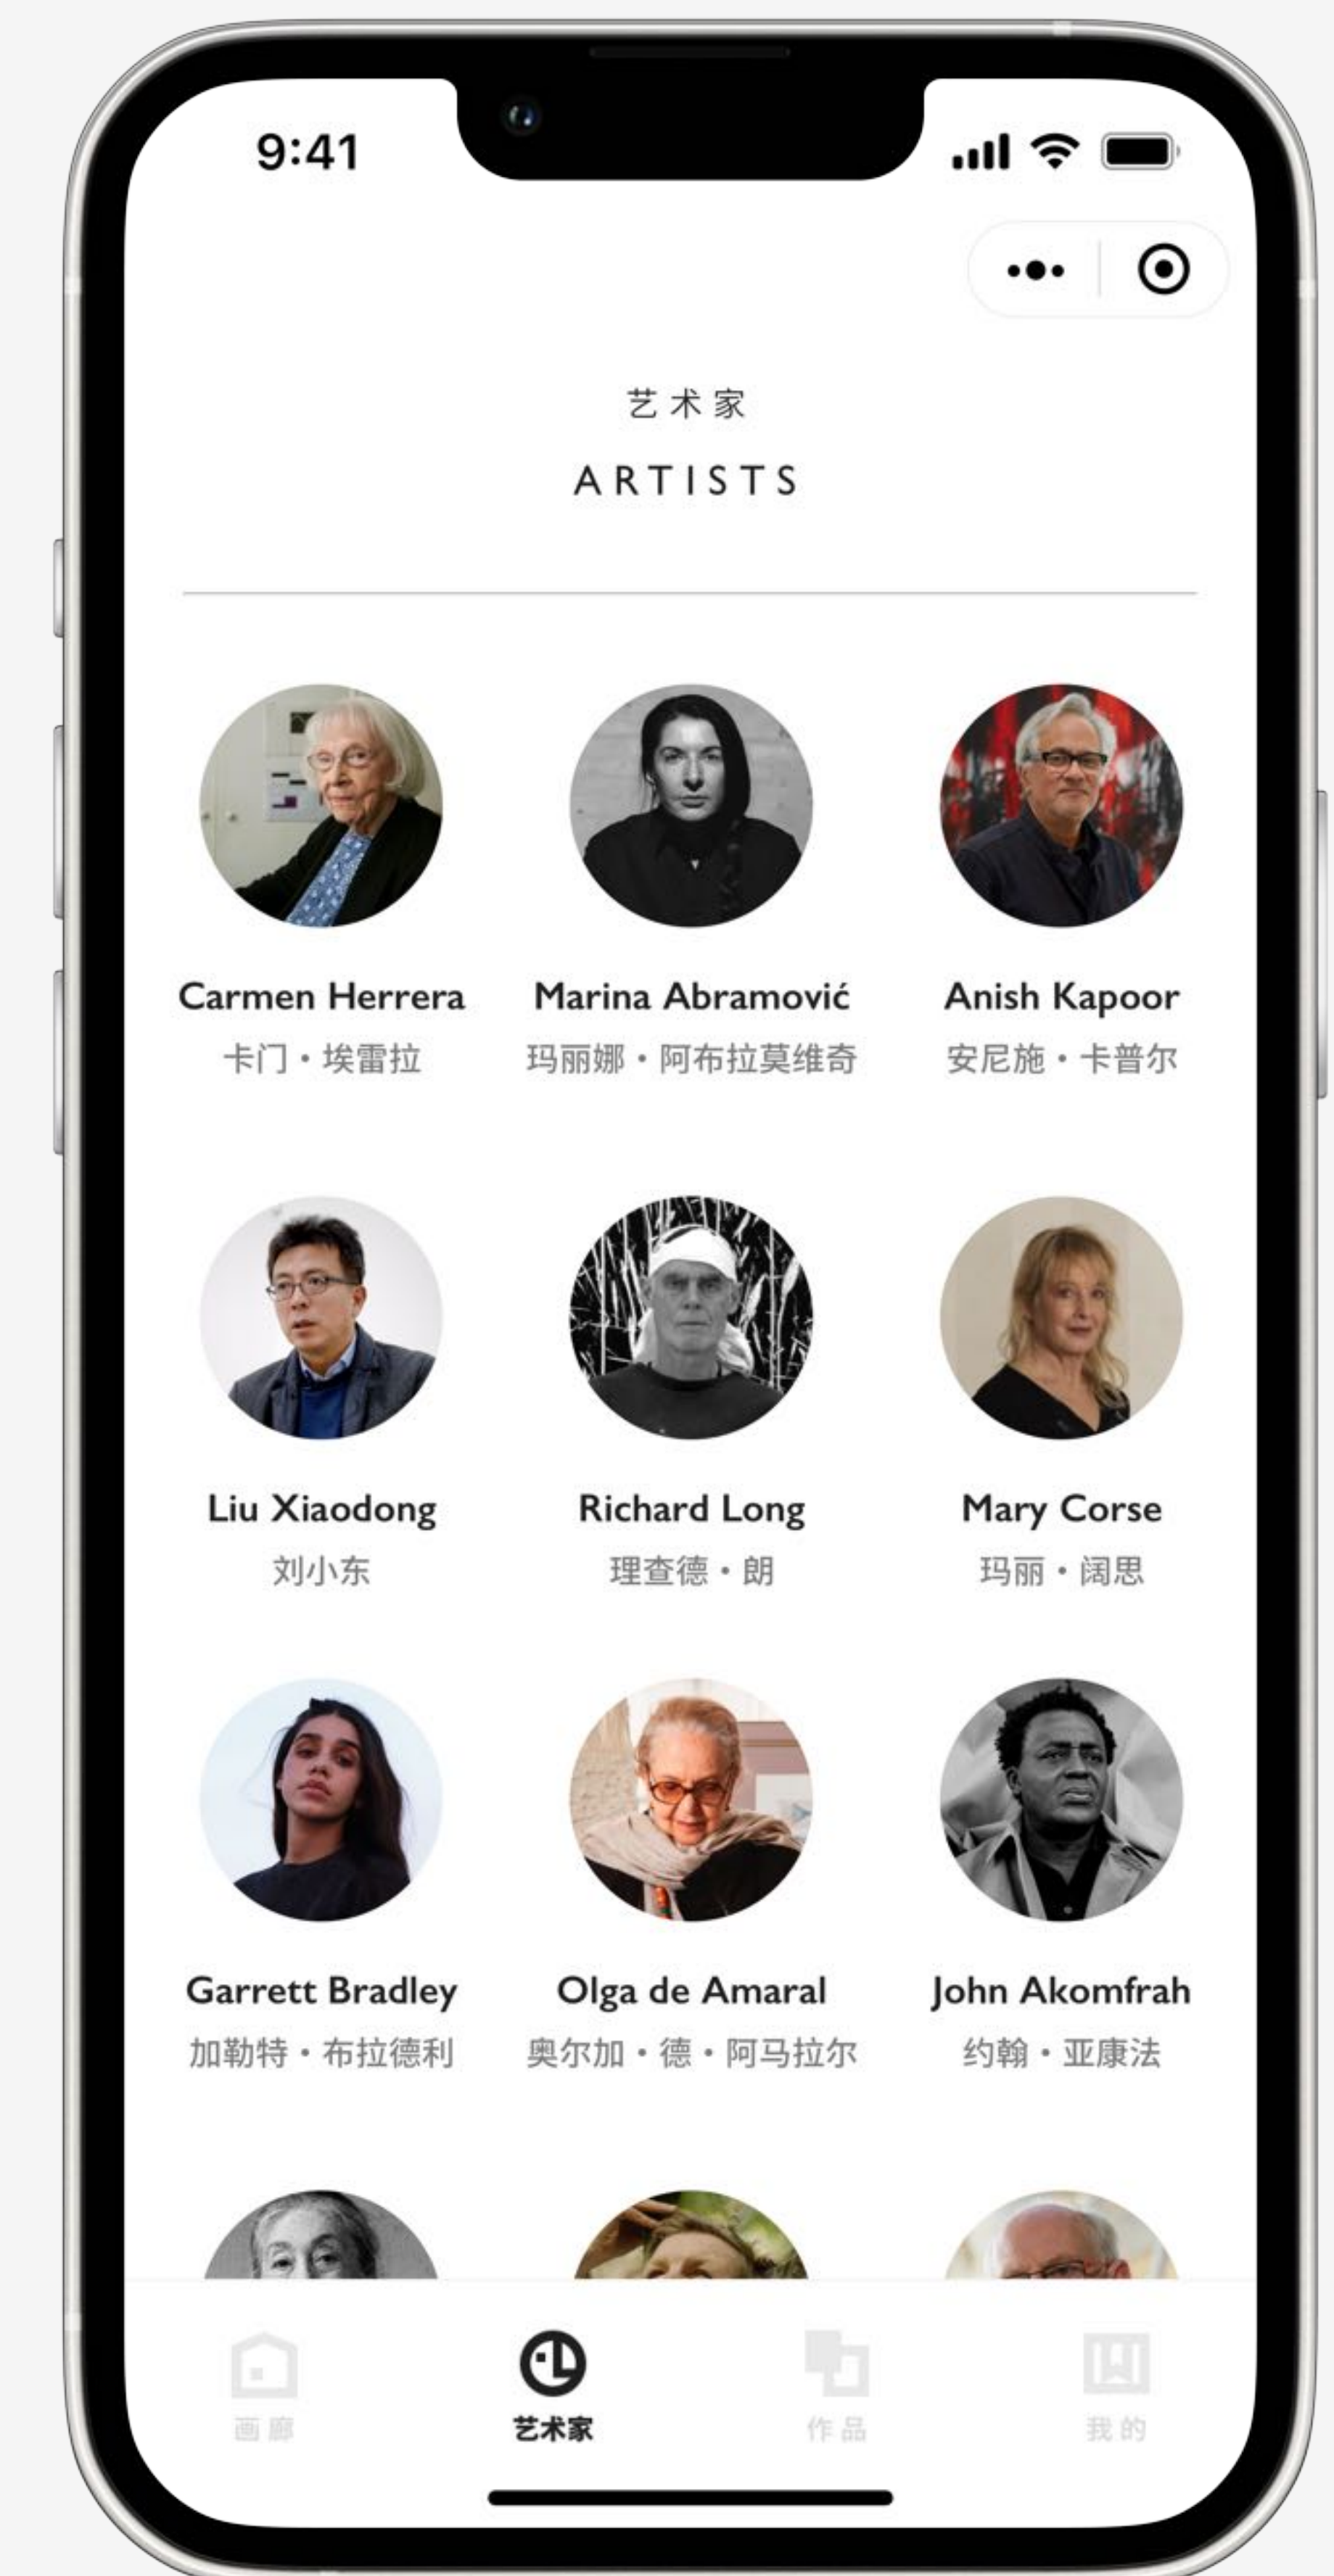 9:41
艺术家
ARTISTS
Carmen Herrera
卡门・埃雷拉
Marina Abramović
玛丽娜・阿布拉莫维奇
Anish Kapoor
安尼施・卡普尔
Liu Xiaodong
刘小东
Richard Long
理查德・朗
Mary Corse
玛丽・阔思
Garrett Bradley
加勒特・布拉德利
Olga de Amaral
奥尔加・德・阿马拉尔
John Akomfrah
约翰・亚康法
画廊
艺术家
作品
我的